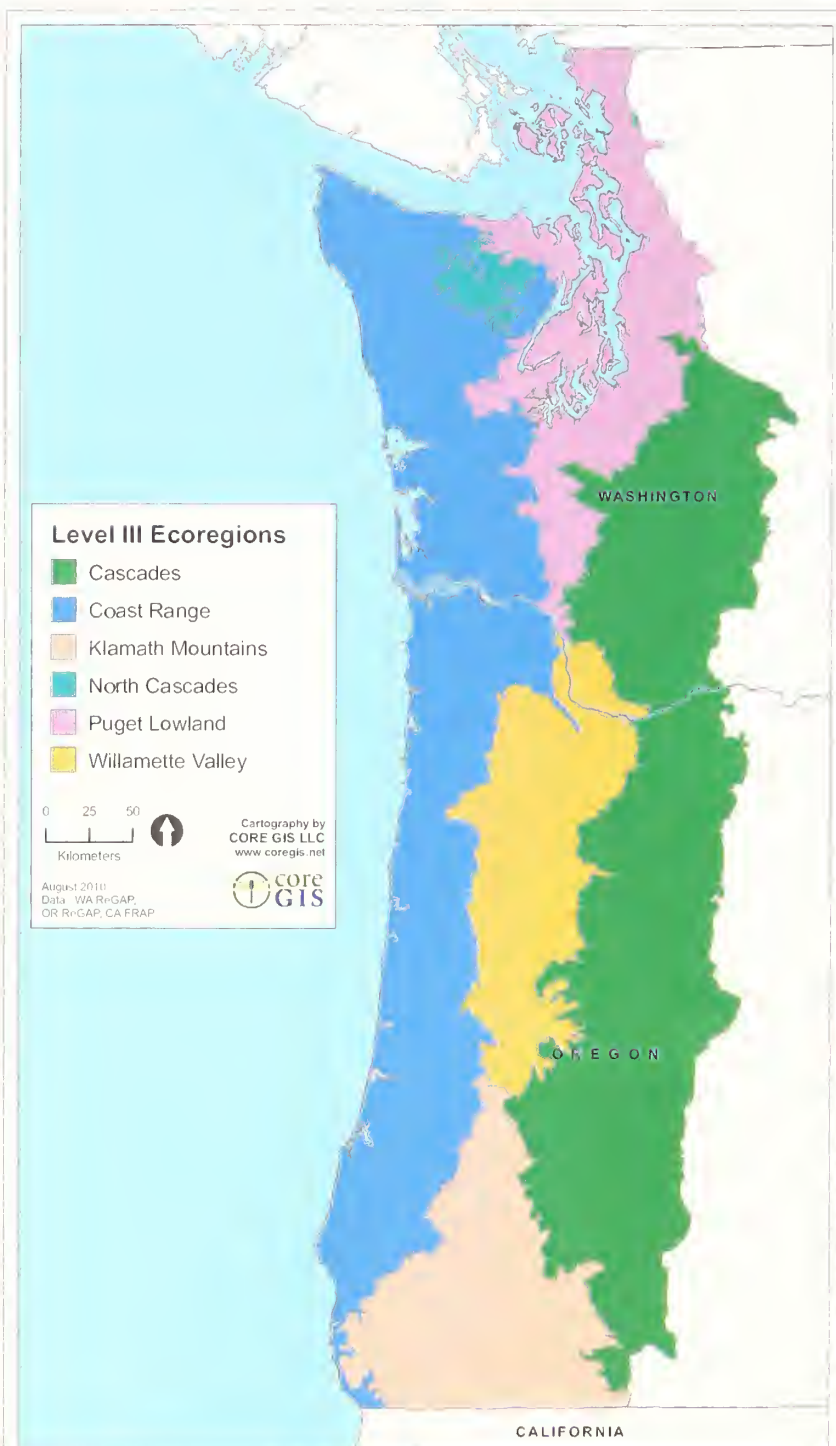 WASHINGTON
Level III Ecoregions
Cascades
Coast Range
Klamath Mountains
North Cascades
Puget Lowland
Willamette Valley
0 25 50
Kilometers
Cartography by
CORE GIS LLC
www.coregis.net
August 2010
Data WA ReGAP,
OR ReGAP, CA FRAP
core
GIS
OREGON
CALIFORNIA